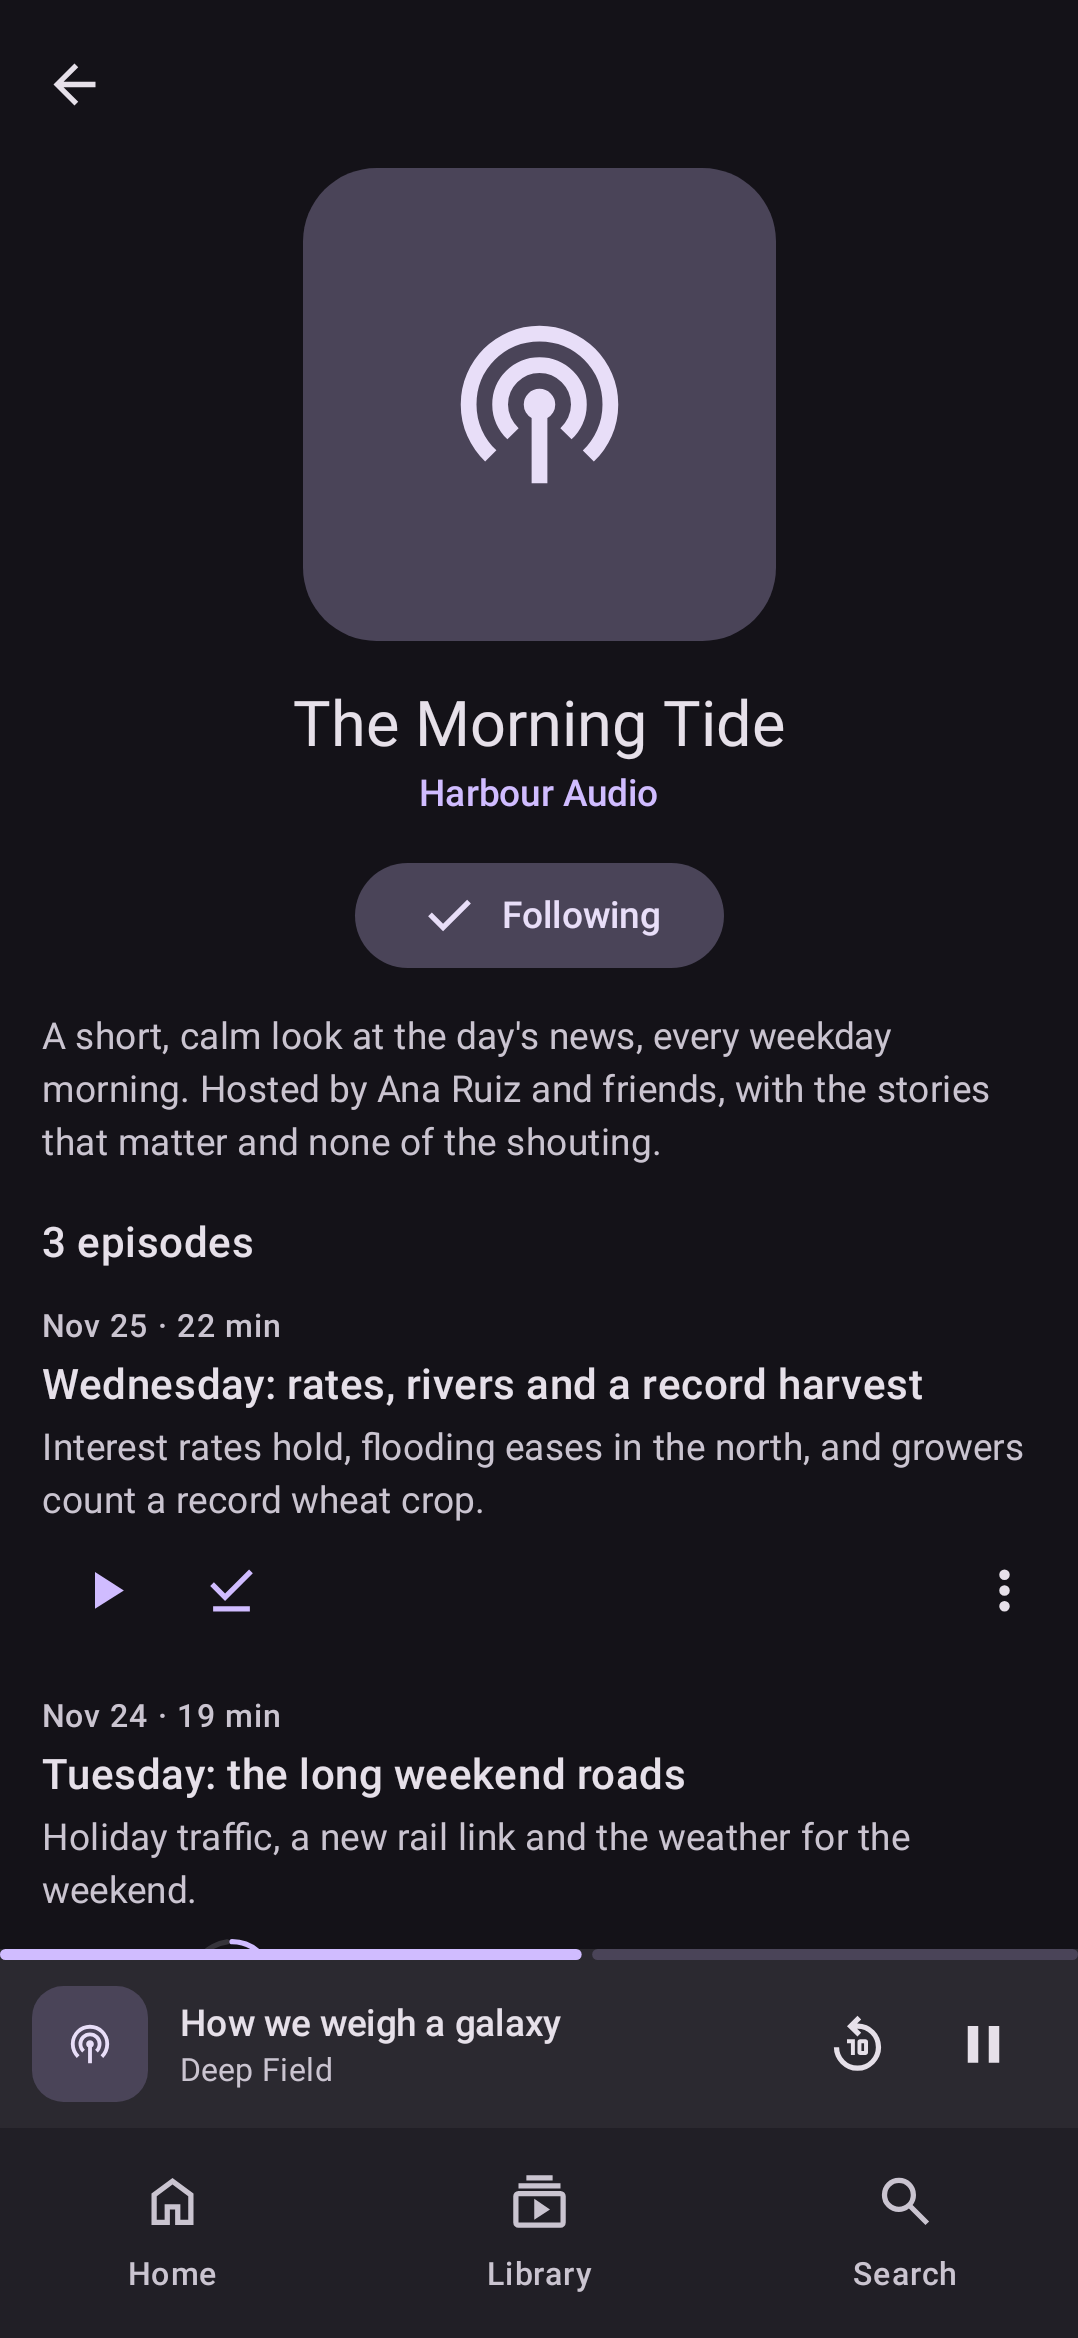 The Morning Tide
Harbour Audio
Following
A short, calm look at the day's news, every weekday
morning. Hosted by Ana Ruiz and friends, with the stories
that matter and none of the shouting.
3 episodes
Nov 25 · 22 min
Wednesday: rates, rivers and a record harvest
Interest rates hold, flooding eases in the north, and growers
count a record wheat crop.
Nov 24 · 19 min
Tuesday: the long weekend roads
Holiday traffic, a new rail link and the weather for the
weekend.
How we weigh a galaxy
Deep Field
10
Home
Library
Search